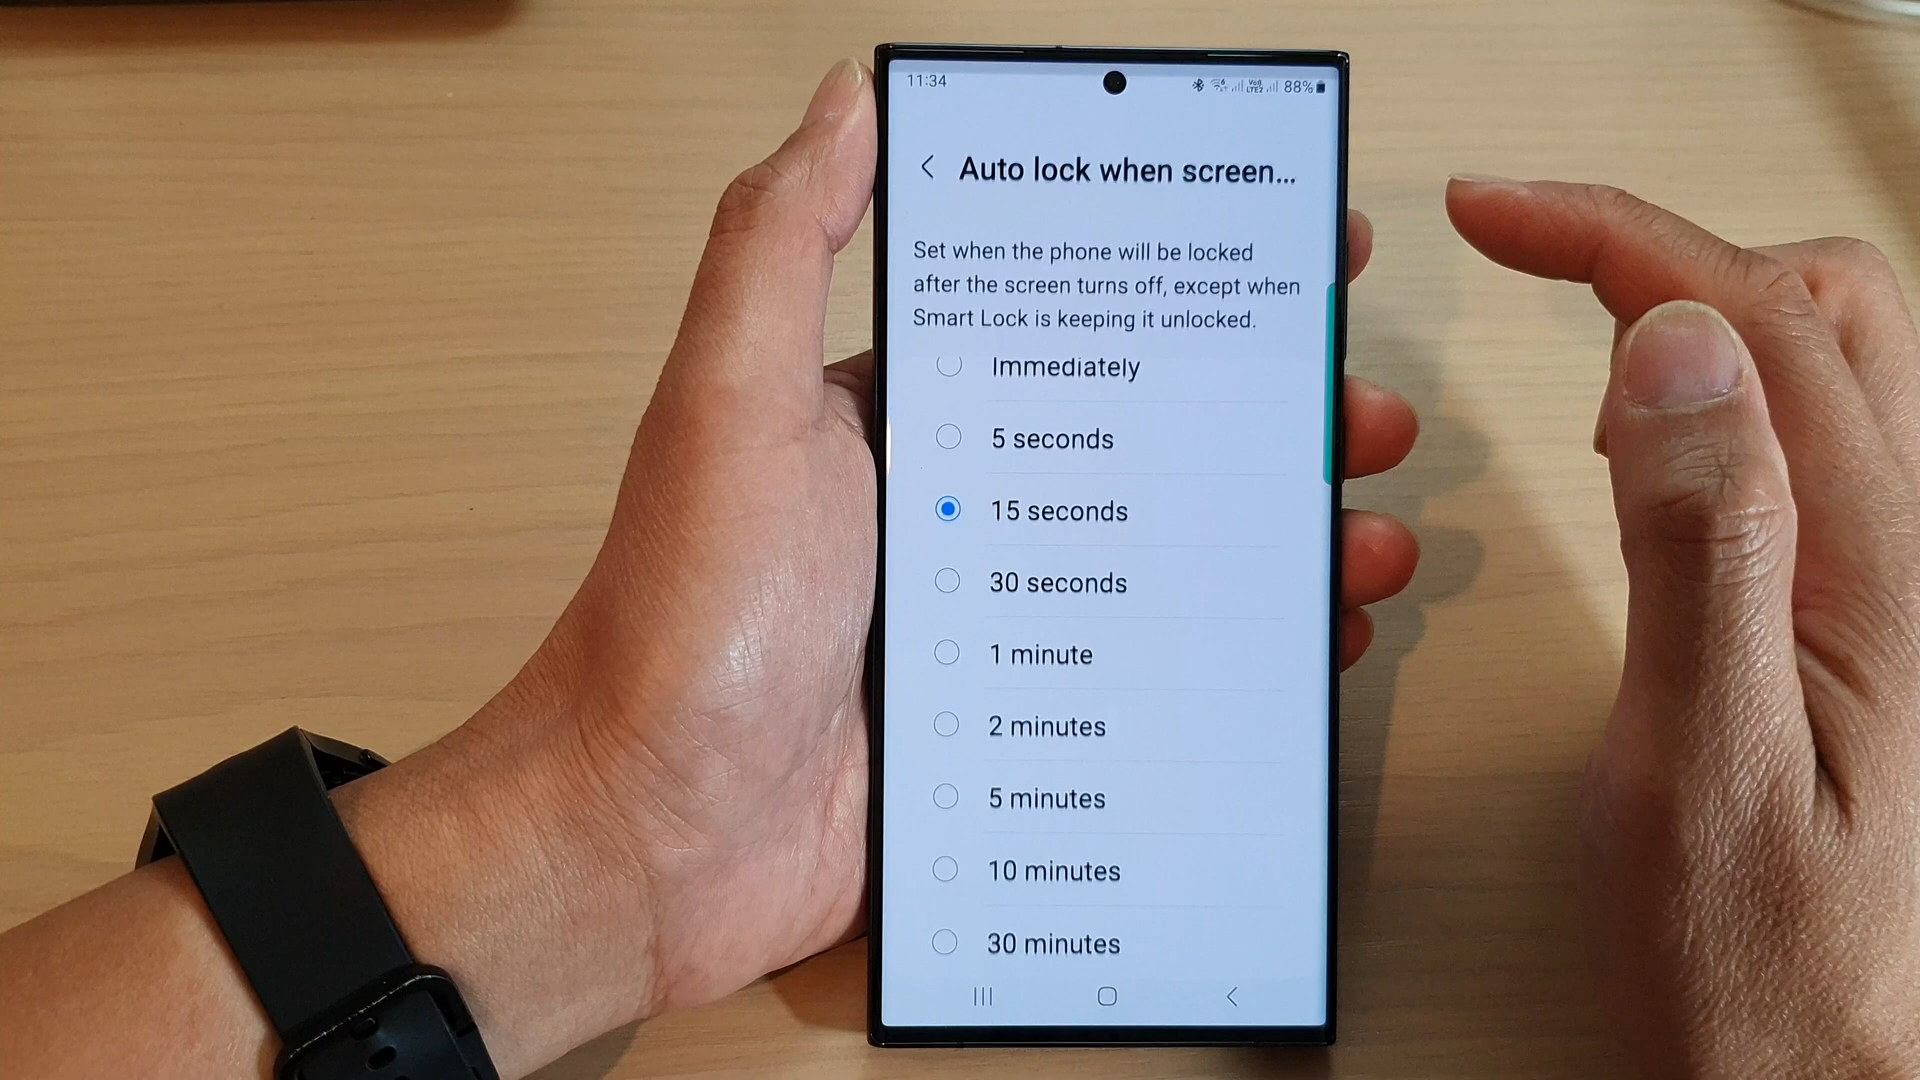 11:34
88%
Auto lock when screen...
Set when the phone will be locked
after the screen turns off, except when
Smart Lock is keeping it unlocked.
Immediately
5 seconds
15 seconds
30 seconds
1 minute
2 minutes
5 minutes
10 minutes
30 minutes